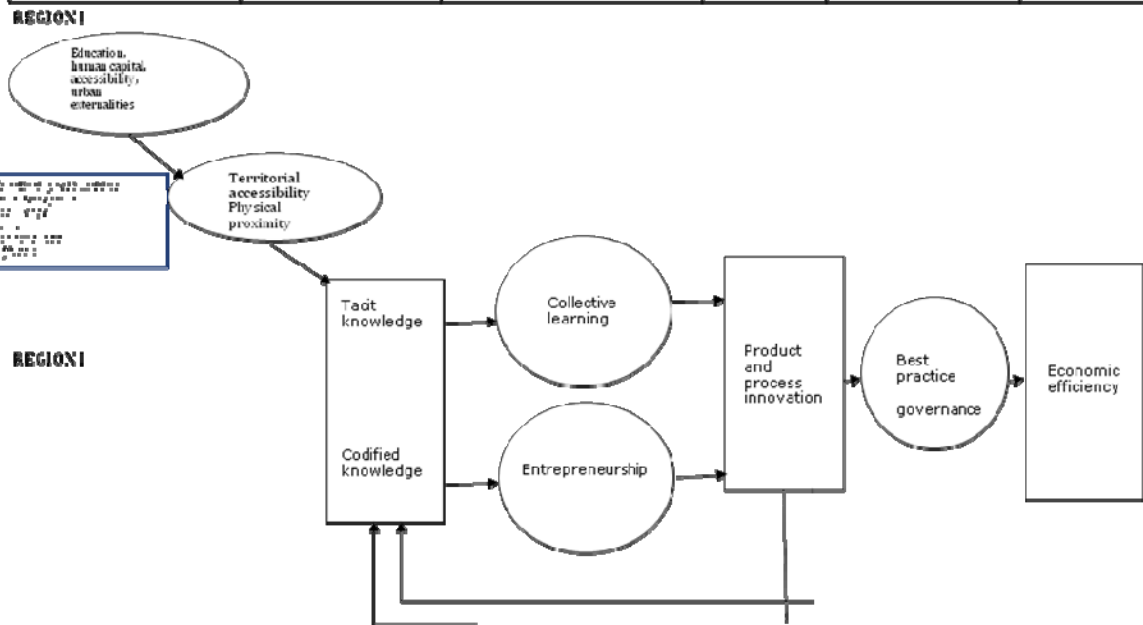 REGION I
Education,
human capital,
accessibility,
urban
externalities
Territorial
accessibility
Physical
proximity
Tacit
knowledge
Collective
learning
Product
and
process
innovation
Best
practice
governance
Economic
efficiency
REGION I
Codified
knowledge
Entrepreneurship